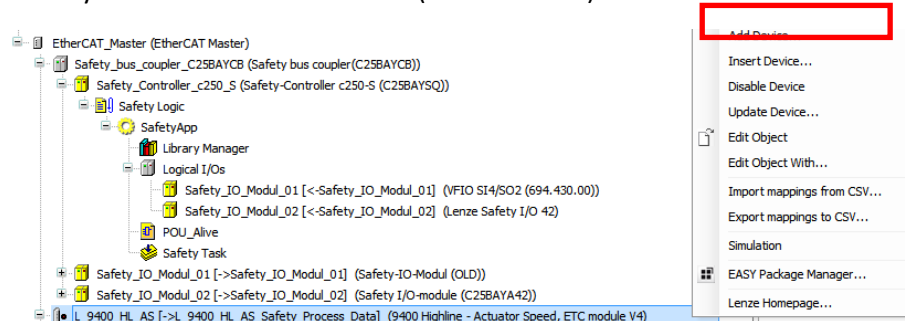 EtherCAT_Master (EtherCAT Master)
Safety_bus_coupler_C25BAYCB (Safety bus coupler(C25BAYCB))
Safety_Controller_c250_S (Safety-Controller c250-S (C25BAYSQ))
Safety Logic
SafetyApp
Library Manager
Logical I/Os
Safety_IO_Modul_01 [<-Safety_IO_Modul_01] (VFIO SI4/SO2 (694.430.00))
Safety_IO_Modul_02 [<-Safety_IO_Modul_02] (Lenze Safety I/O 42)
POU_Alive
Safety Task
Safety_IO_Modul_01 [->Safety_IO_Modul_01] (Safety-IO-Modul (OLD))
Safety_IO_Modul_02 [->Safety_IO_Modul_02] (Safety I/O-module (C25BAYA42))
L_9400_HL_AS [->L_9400_HL_AS_Safety_Process_Data] (9400 Highline - Actuator Speed, ETC module V4)
Add Device
Insert Device...
Disable Device
Update Device...
Edit Object
Edit Object With...
Import mappings from CSV...
Export mappings to CSV...
Simulation
EASY Package Manager...
Lenze Homepage...